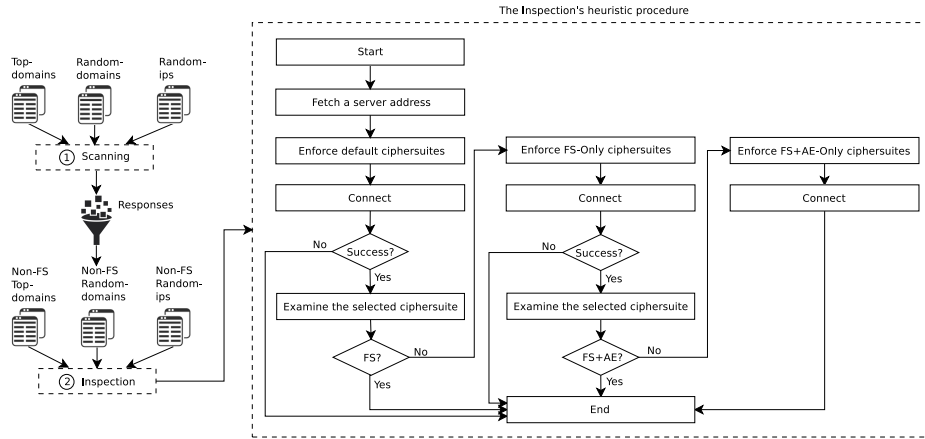 The Inspection's heuristic procedure
Top-
domains
Random-
domains
Random-
ips
1 Scanning
Responses
Non-FS
Top-
domains
Non-FS
Random-
domains
Non-FS
Random-
ips
2 Inspection
Start
Fetch a server address
Enforce default ciphersuites
Connect
Success?
No
Yes
Examine the selected ciphersuite
FS?
No
Yes
Enforce FS-Only ciphersuites
Connect
Success?
No
Yes
Examine the selected ciphersuite
FS+AE?
No
Yes
End
Enforce FS+AE-Only ciphersuites
Connect